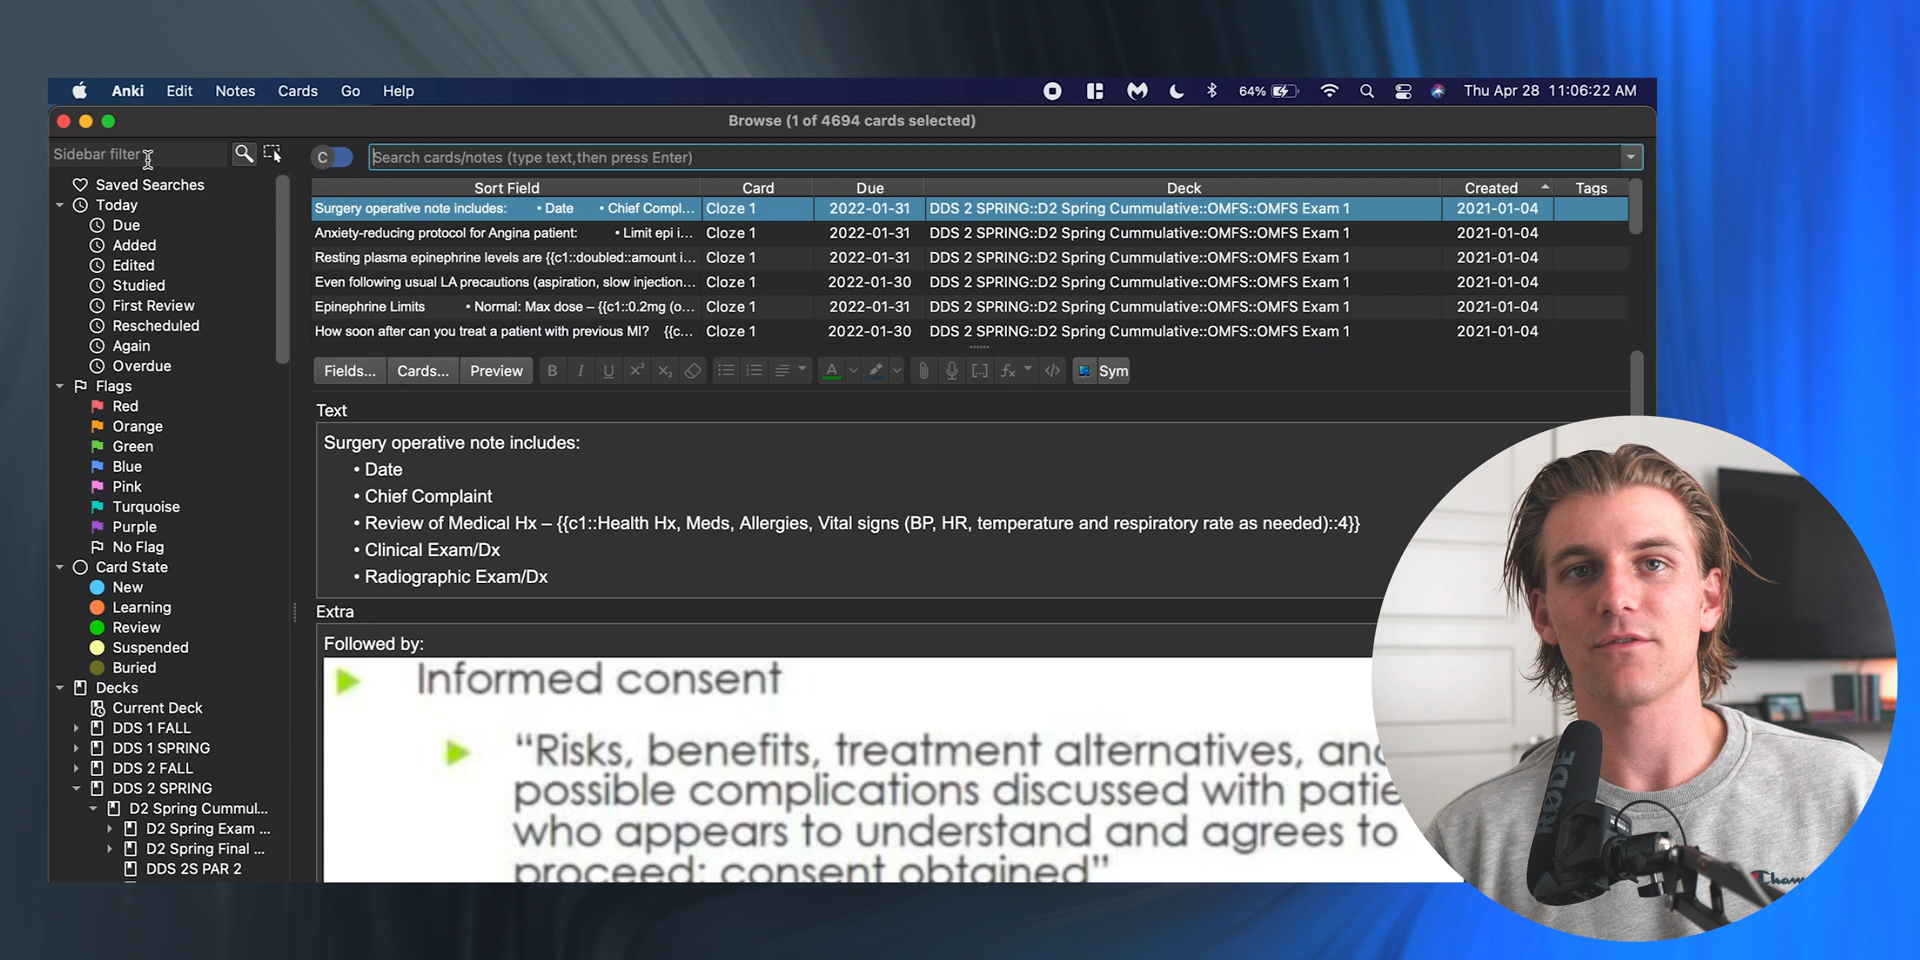 Anki Edit Notes Cards Go Help 64% Thu Apr 28 11:06:22 AM
Browse (1 of 4694 cards selected)
Sidebar filter
C
Search cards/notes (type text,then press Enter)
Saved Searches
Today
Due
Added
Edited
Studied
First Review
Rescheduled
Again
Overdue
Flags
Red
Orange
Green
Blue
Pink
Turquoise
Purple
No Flag
Card State
New
Learning
Review
Suspended
Buried
Decks
Current Deck
DDS 1 FALL
DDS 1 SPRING
DDS 2 FALL
DDS 2 SPRING
D2 Spring Cummul...
D2 Spring Exam ...
D2 Spring Final ...
DDS 2S PAR 2
Sort Field Card Due Deck Created Tags
Surgery operative note includes: • Date • Chief Compl... Cloze 1 2022-01-31 DDS 2 SPRING::D2 Spring Cummulative::OMFS::OMFS Exam 1 2021-01-04
Anxiety-reducing protocol for Angina patient: • Limit epi i... Cloze 1 2022-01-31 DDS 2 SPRING::D2 Spring Cummulative::OMFS::OMFS Exam 1 2021-01-04
Resting plasma epinephrine levels are {{c1::doubled::amount i... Cloze 1 2022-01-31 DDS 2 SPRING::D2 Spring Cummulative::OMFS::OMFS Exam 1 2021-01-04
Even following usual LA precautions (aspiration, slow injection... Cloze 1 2022-01-30 DDS 2 SPRING::D2 Spring Cummulative::OMFS::OMFS Exam 1 2021-01-04
Epinephrine Limits • Normal: Max dose – {{c1::0.2mg (o... Cloze 1 2022-01-31 DDS 2 SPRING::D2 Spring Cummulative::OMFS::OMFS Exam 1 2021-01-04
How soon after can you treat a patient with previous MI? {{c... Cloze 1 2022-01-30 DDS 2 SPRING::D2 Spring Cummulative::OMFS::OMFS Exam 1 2021-01-04
Fields... Cards... Preview B I U x² x₂ A [...] fx </> Sym
Text
Surgery operative note includes:
• Date
• Chief Complaint
• Review of Medical Hx – {{c1::Health Hx, Meds, Allergies, Vital signs (BP, HR, temperature and respiratory rate as needed)::4}}
• Clinical Exam/Dx
• Radiographic Exam/Dx
Extra
Followed by:
Informed consent
“Risks, benefits, treatment alternatives, and
possible complications discussed with patie
who appears to understand and agrees to
proceed; consent obtained”
RØDE
Cham